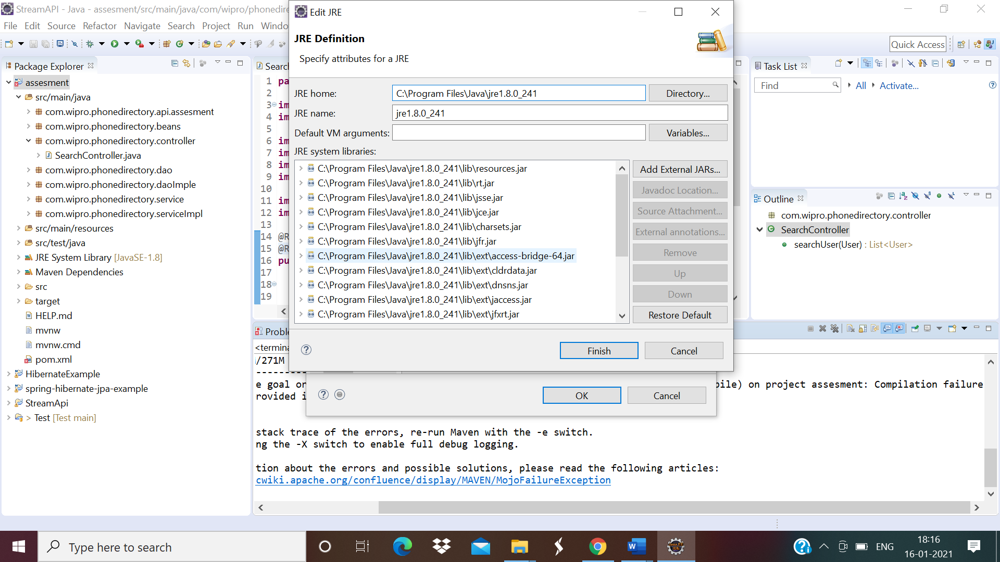 StreamAPI - Java - assesment/src/main/java/com/wipro/phonedire
File Edit Source Refactor Navigate Search Project Run Windo
Quick Access
Package Explorer
assesment
src/main/java
com.wipro.phonedirectory.api.assesment
com.wipro.phonedirectory.beans
com.wipro.phonedirectory.controller
SearchController.java
com.wipro.phonedirectory.dao
com.wipro.phonedirectory.daoImple
com.wipro.phonedirectory.service
com.wipro.phonedirectory.serviceImpl
src/main/resources
src/test/java
JRE System Library [JavaSE-1.8]
Maven Dependencies
src
target
HELP.md
mvnw
mvnw.cmd
pom.xml
HibernateExample
spring-hibernate-jpa-example
StreamApi
> Test [Test main]
Searc
1 pa
2
3 im
4 im
5
6 im
7 im
8 im
9 im
10
11 im
12 im
13
14 @R
15 @R
16 pu
17
18
19
Edit JRE
JRE Definition
Specify attributes for a JRE
JRE home: C:\Program Files\Java\jre1.8.0_241 Directory...
JRE name: jre1.8.0_241
Default VM arguments: Variables...
JRE system libraries:
C:\Program Files\Java\jre1.8.0_241\lib\resources.jar
C:\Program Files\Java\jre1.8.0_241\lib\rt.jar
C:\Program Files\Java\jre1.8.0_241\lib\jsse.jar
C:\Program Files\Java\jre1.8.0_241\lib\jce.jar
C:\Program Files\Java\jre1.8.0_241\lib\charsets.jar
C:\Program Files\Java\jre1.8.0_241\lib\jfr.jar
C:\Program Files\Java\jre1.8.0_241\lib\ext\access-bridge-64.jar
C:\Program Files\Java\jre1.8.0_241\lib\ext\cldrdata.jar
C:\Program Files\Java\jre1.8.0_241\lib\ext\dnsns.jar
C:\Program Files\Java\jre1.8.0_241\lib\ext\jaccess.jar
C:\Program Files\Java\jre1.8.0_241\lib\ext\jfxrt.jar
Add External JARs...
Javadoc Location...
Source Attachment...
External annotations...
Remove
Up
Down
Restore Default
Finish Cancel
OK Cancel
Task List
Find All Activate...
Outline
com.wipro.phonedirectory.controller
SearchController
searchUser(User) : List<User>
Proble
<termina
/271M
----------
e goal or pile) on project assesment: Compilation failure
rovided i
stack trace of the errors, re-run Maven with the -e switch.
ng the -X switch to enable full debug logging.
tion about the errors and possible solutions, please read the following articles:
cwiki.apache.org/confluence/display/MAVEN/MojoFailureException
Type here to search
Java EE
IDE
ENG
18:16
16-01-2021